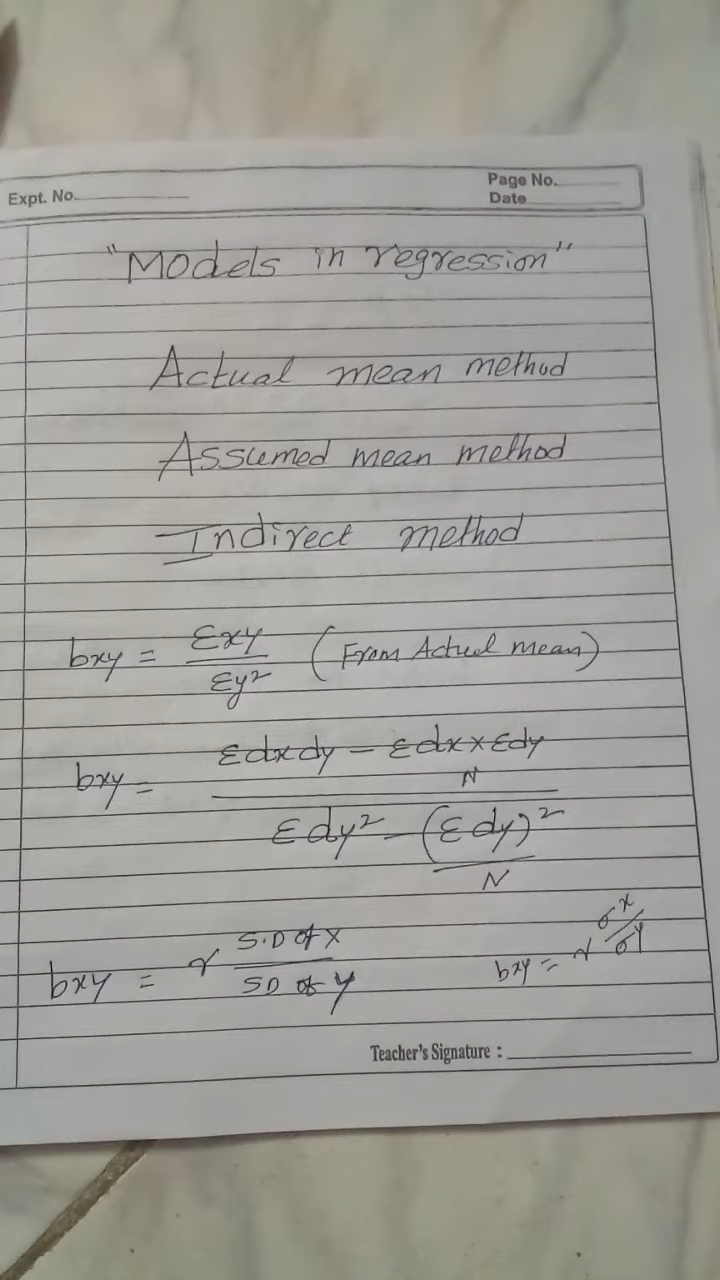 Expt. No.
Page No.
Date
"Models in regression"
Actual mean method
Assumed mean method
Indirect method
bxy = Σxy / Σy² (From Actual mean)
bxy = Σdxdy - Σdx x Σdy / N
Σdy² - (Σdy)² / N
bxy = r S.D of X / SD of Y
bxy = r σx / σy
Teacher's Signature :